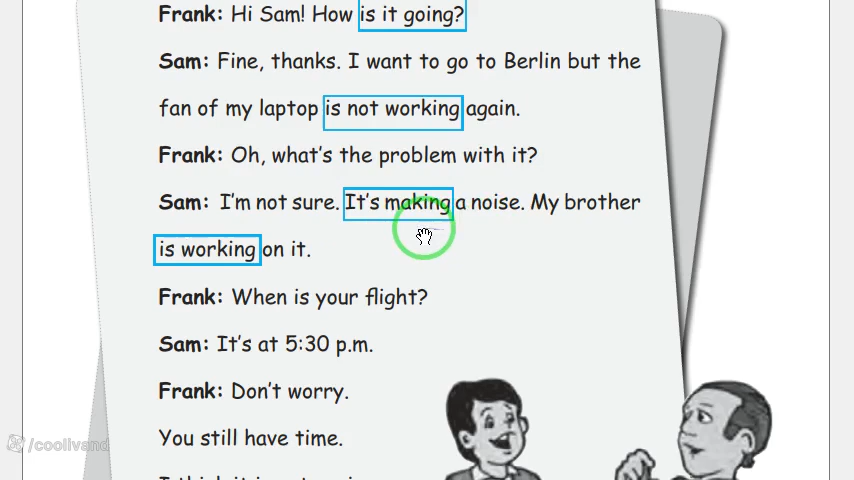 Frank: Hi Sam! How is it going?
Sam: Fine, thanks. I want to go to Berlin but the
fan of my laptop is not working again.
Frank: Oh, what's the problem with it?
Sam: I'm not sure. It's making a noise. My brother
is working on it.
Frank: When is your flight?
Sam: It's at 5:30 p.m.
Frank: Don't worry.
You still have time.
/coolivand